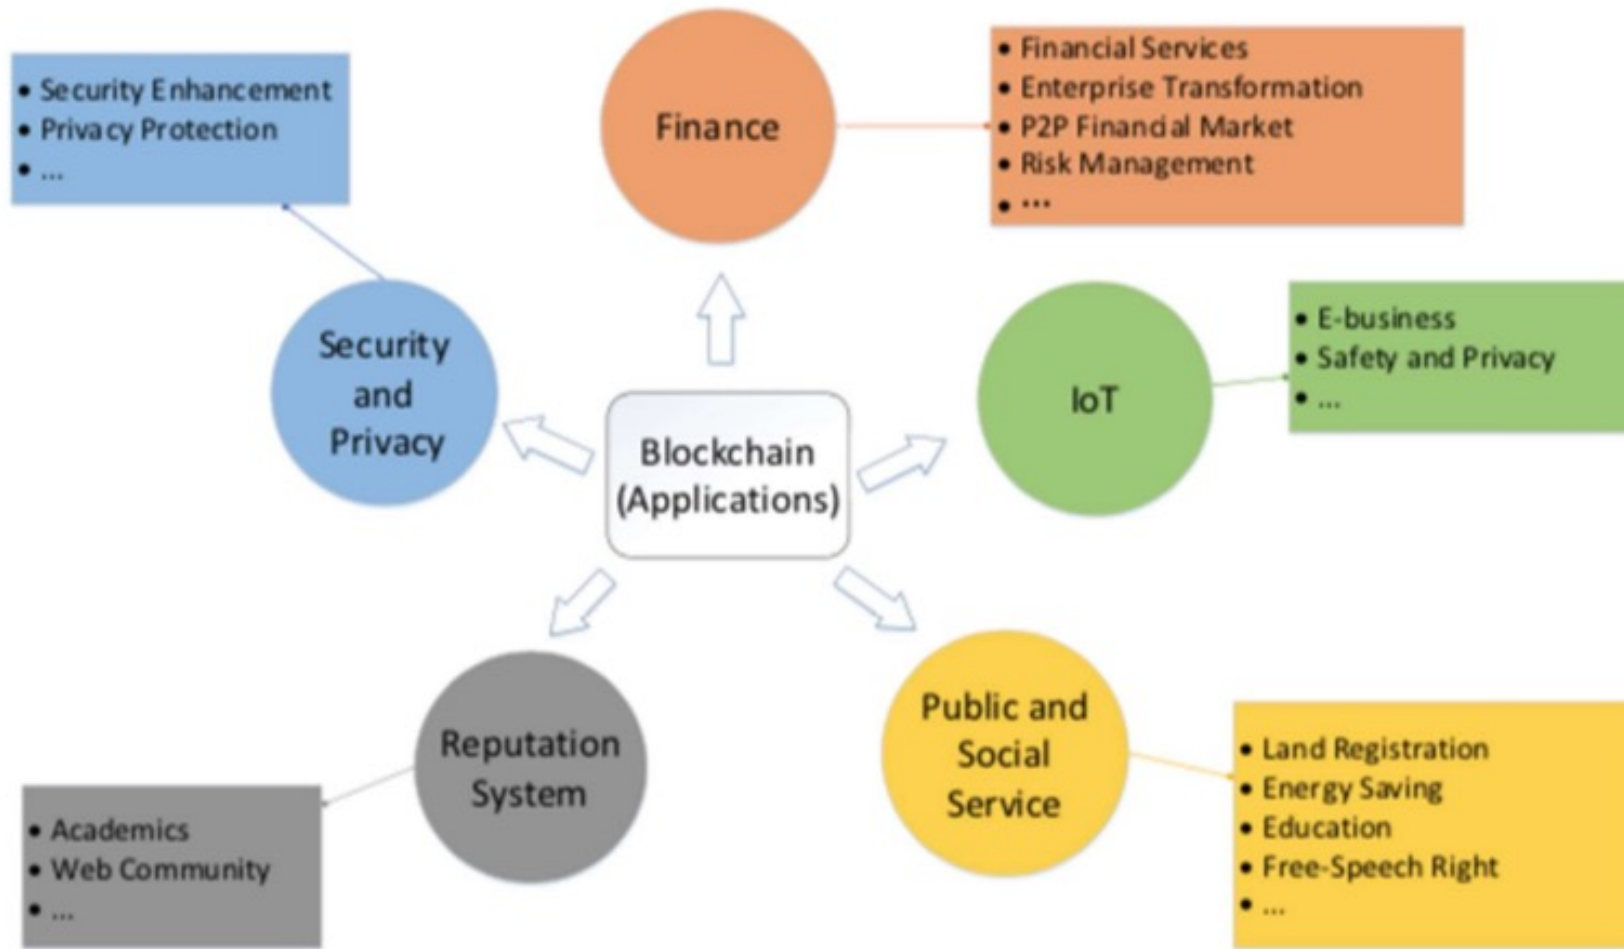 • Security Enhancement
• Privacy Protection
• ...
Finance
• Financial Services
• Enterprise Transformation
• P2P Financial Market
• Risk Management
• ...
Security
and
Privacy
Blockchain
(Applications)
IoT
• E-business
• Safety and Privacy
• ...
Reputation
System
• Academics
• Web Community
• ...
Public and
Social
Service
• Land Registration
• Energy Saving
• Education
• Free-Speech Right
• ...